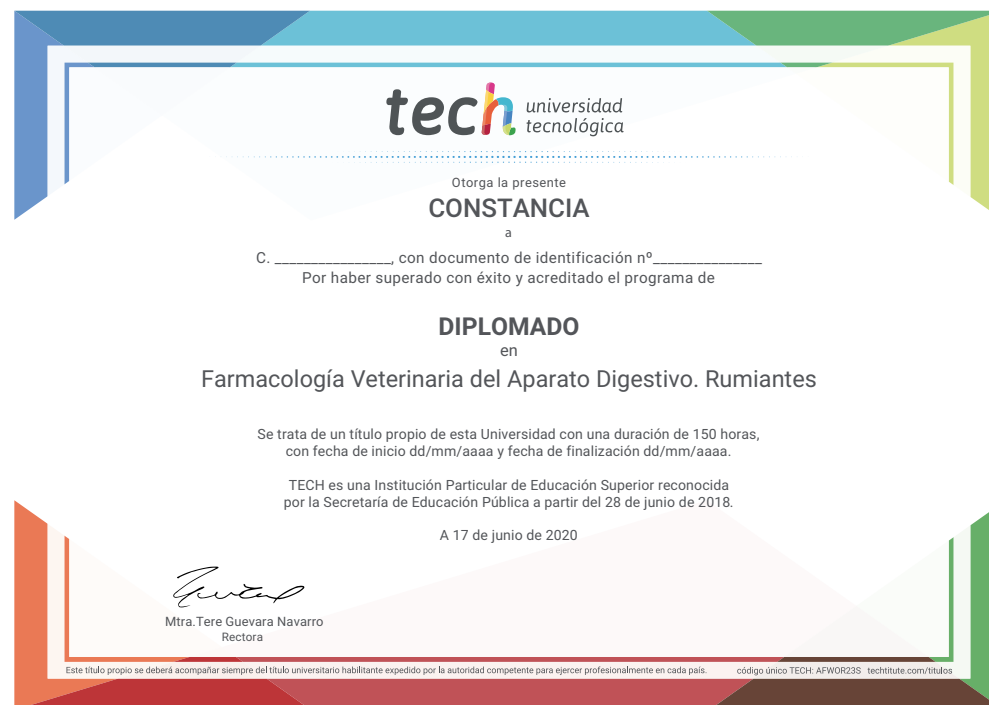 tech universidad
tecnológica
Otorga la presente
CONSTANCIA
a
C. ________________, con documento de identificación nº_______________
Por haber superado con éxito y acreditado el programa de
DIPLOMADO
en
Farmacología Veterinaria del Aparato Digestivo. Rumiantes
Se trata de un título propio de esta Universidad con una duración de 150 horas,
con fecha de inicio dd/mm/aaaa y fecha de finalización dd/mm/aaaa.
TECH es una Institución Particular de Educación Superior reconocida
por la Secretaría de Educación Pública a partir del 28 de junio de 2018.
A 17 de junio de 2020
Mtra.Tere Guevara Navarro
Rectora
Este título propio se deberá acompañar siempre del título universitario habilitante expedido por la autoridad competente para ejercer profesionalmente en cada país. código único TECH: AFWOR23S techtitute.com/titulos